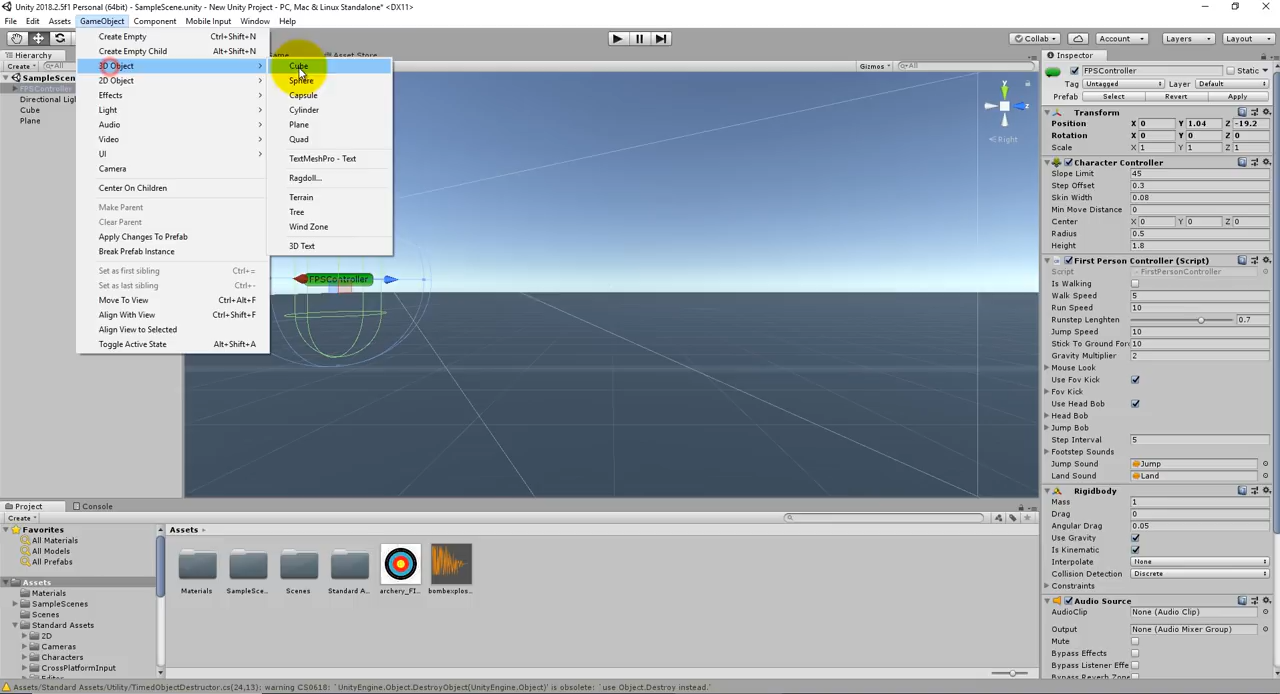 Unity 2018.2.5f1 Personal (64bit) - SampleScene.unity - New Unity Project - PC, Mac & Linux Standalone* <DX11>
File Edit Assets GameObject Component Mobile Input Window Help
Collab Account Layers Layout
Hierarchy
Create All
SampleScen
FPSController
Directional Ligh
Cube
Plane
Create Empty Ctrl+Shift+N
Create Empty Child Alt+Shift+N
3D Object
2D Object
Effects
Light
Audio
Video
UI
Camera
Center On Children
Make Parent
Clear Parent
Apply Changes To Prefab
Break Prefab Instance
Set as first sibling Ctrl+=
Set as last sibling Ctrl+-
Move To View Ctrl+Alt+F
Align With View Ctrl+Shift+F
Align View to Selected
Toggle Active State Alt+Shift+A
Cube
Sphere
Capsule
Cylinder
Plane
Quad
TextMeshPro - Text
Ragdoll...
Terrain
Tree
Wind Zone
3D Text
Asset Store
Gizmos All
y
z
Right
FPSController
Inspector
FPSController Static
Tag Untagged Layer Default
Prefab Select Revert Apply
Transform
Position X 0 Y 1.04 Z -19.2
Rotation X 0 Y 0 Z 0
Scale X 1 Y 1 Z 1
Character Controller
Slope Limit 45
Step Offset 0.3
Skin Width 0.08
Min Move Distance 0
Center X 0 Y 0 Z 0
Radius 0.5
Height 1.8
First Person Controller (Script)
Script FirstPersonController
Is Walking
Walk Speed 5
Run Speed 10
Runstep Lenghten 0.7
Jump Speed 10
Stick To Ground For 10
Gravity Multiplier 2
Mouse Look
Use Fov Kick
Fov Kick
Use Head Bob
Head Bob
Jump Bob
Step Interval 5
Footstep Sounds
Jump Sound Jump
Land Sound Land
Rigidbody
Mass 1
Drag 0
Angular Drag 0.05
Use Gravity
Is Kinematic
Interpolate None
Collision Detection Discrete
Constraints
Audio Source
AudioClip None (Audio Clip)
Output None (Audio Mixer Group)
Mute
Bypass Effects
Bypass Listener Effe
Project Console
Create
Favorites
All Materials
All Models
All Prefabs
Assets
Materials
SampleScenes
Scenes
Standard Assets
2D
Cameras
Characters
CrossPlatformInput
Assets
Materials SampleSce... Scenes Standard A... archery_FI... bombexplos...
Assets/Standard Assets/Utility/TimedObjectDestructor.cs(24,13): warning CS0618: `UnityEngine.Object.DestroyObject(UnityEngine.Object)' is obsolete: `use Object.Destroy instead.'